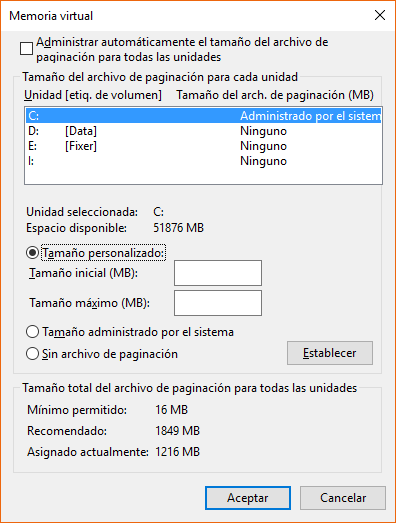 Memoria virtual
Administrar automáticamente el tamaño del archivo de
paginación para todas las unidades
Tamaño del archivo de paginación para cada unidad
Unidad [etiq. de volumen] Tamaño del arch. de paginación (MB)
C: Administrado por el sistema
D: [Data] Ninguno
E: [Fixer] Ninguno
I: Ninguno
Unidad seleccionada: C:
Espacio disponible: 51876 MB
Tamaño personalizado:
Tamaño inicial (MB):
Tamaño máximo (MB):
Tamaño administrado por el sistema
Sin archivo de paginación
Establecer
Tamaño total del archivo de paginación para todas las unidades
Mínimo permitido: 16 MB
Recomendado: 1849 MB
Asignado actualmente: 1216 MB
Aceptar Cancelar